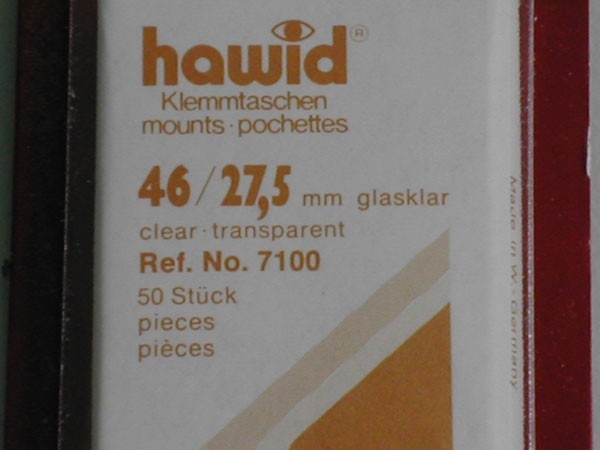 hawid®
Klemmtaschen
mounts · pochettes
46/27,5 mm glasklar
clear · transparent
Ref. No. 7100
50 Stück
pieces
pièces
Made in W.-Germany